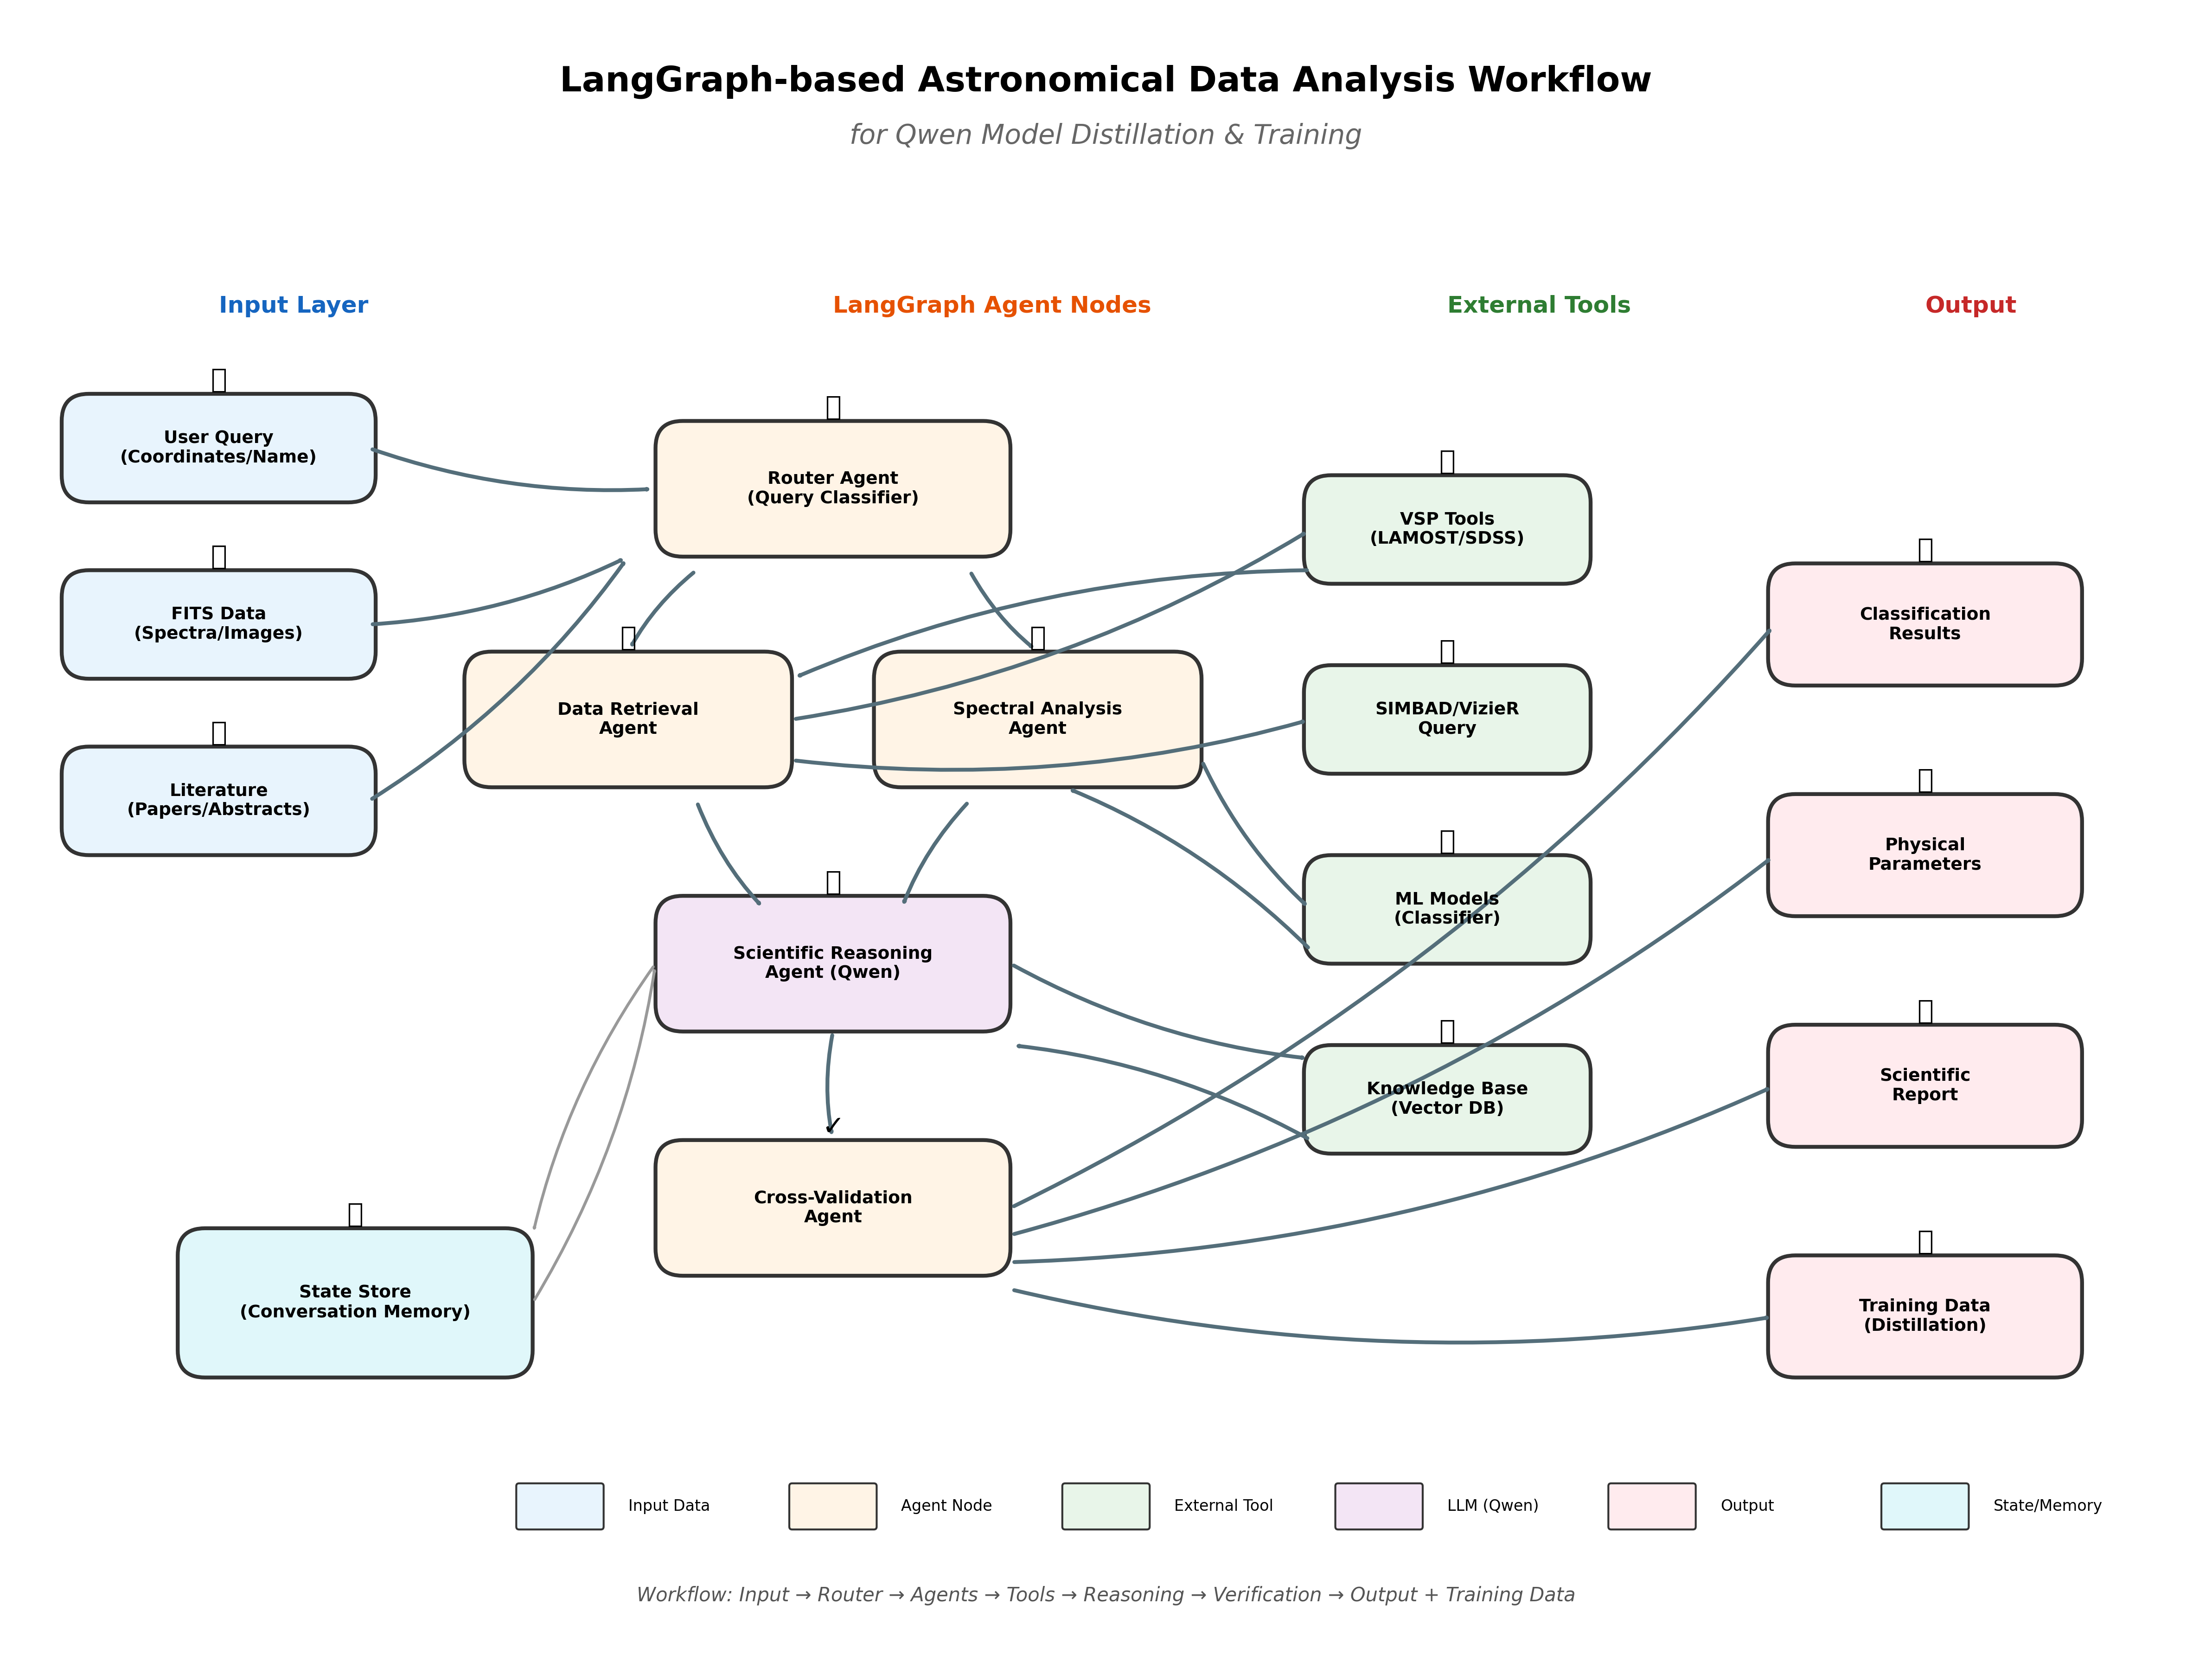 LangGraph-based Astronomical Data Analysis Workflow
for Qwen Model Distillation & Training
Input Layer
LangGraph Agent Nodes
External Tools
Output
User Query
(Coordinates/Name)
FITS Data
(Spectra/Images)
Literature
(Papers/Abstracts)
Router Agent
(Query Classifier)
Data Retrieval
Agent
Spectral Analysis
Agent
Scientific Reasoning
Agent (Qwen)
✓
Cross-Validation
Agent
State Store
(Conversation Memory)
VSP Tools
(LAMOST/SDSS)
SIMBAD/VizieR
Query
ML Models
(Classifier)
Knowledge Base
(Vector DB)
Classification
Results
Physical
Parameters
Scientific
Report
Training Data
(Distillation)
Input Data
Agent Node
External Tool
LLM (Qwen)
Output
State/Memory
Workflow: Input → Router → Agents → Tools → Reasoning → Verification → Output + Training Data